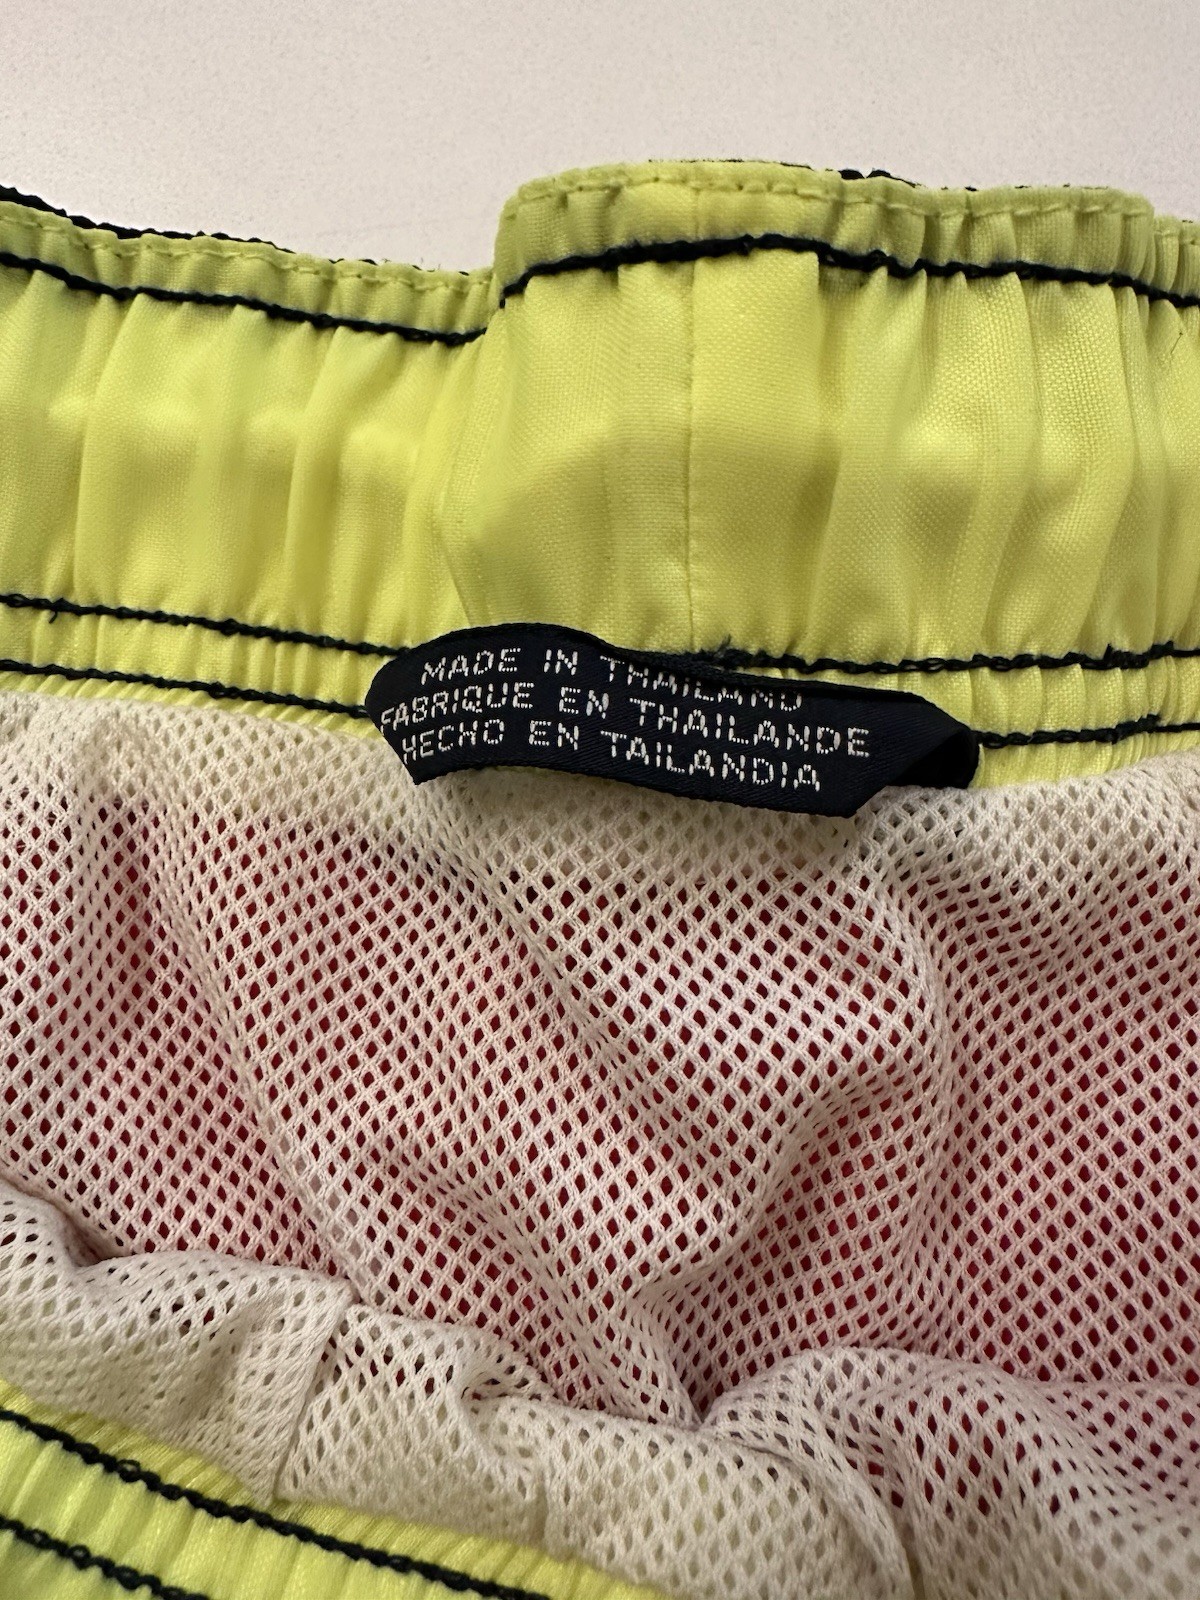 MADE IN THAILAND
FABRIQUE EN THAILANDE
HECHO EN TAILANDIA